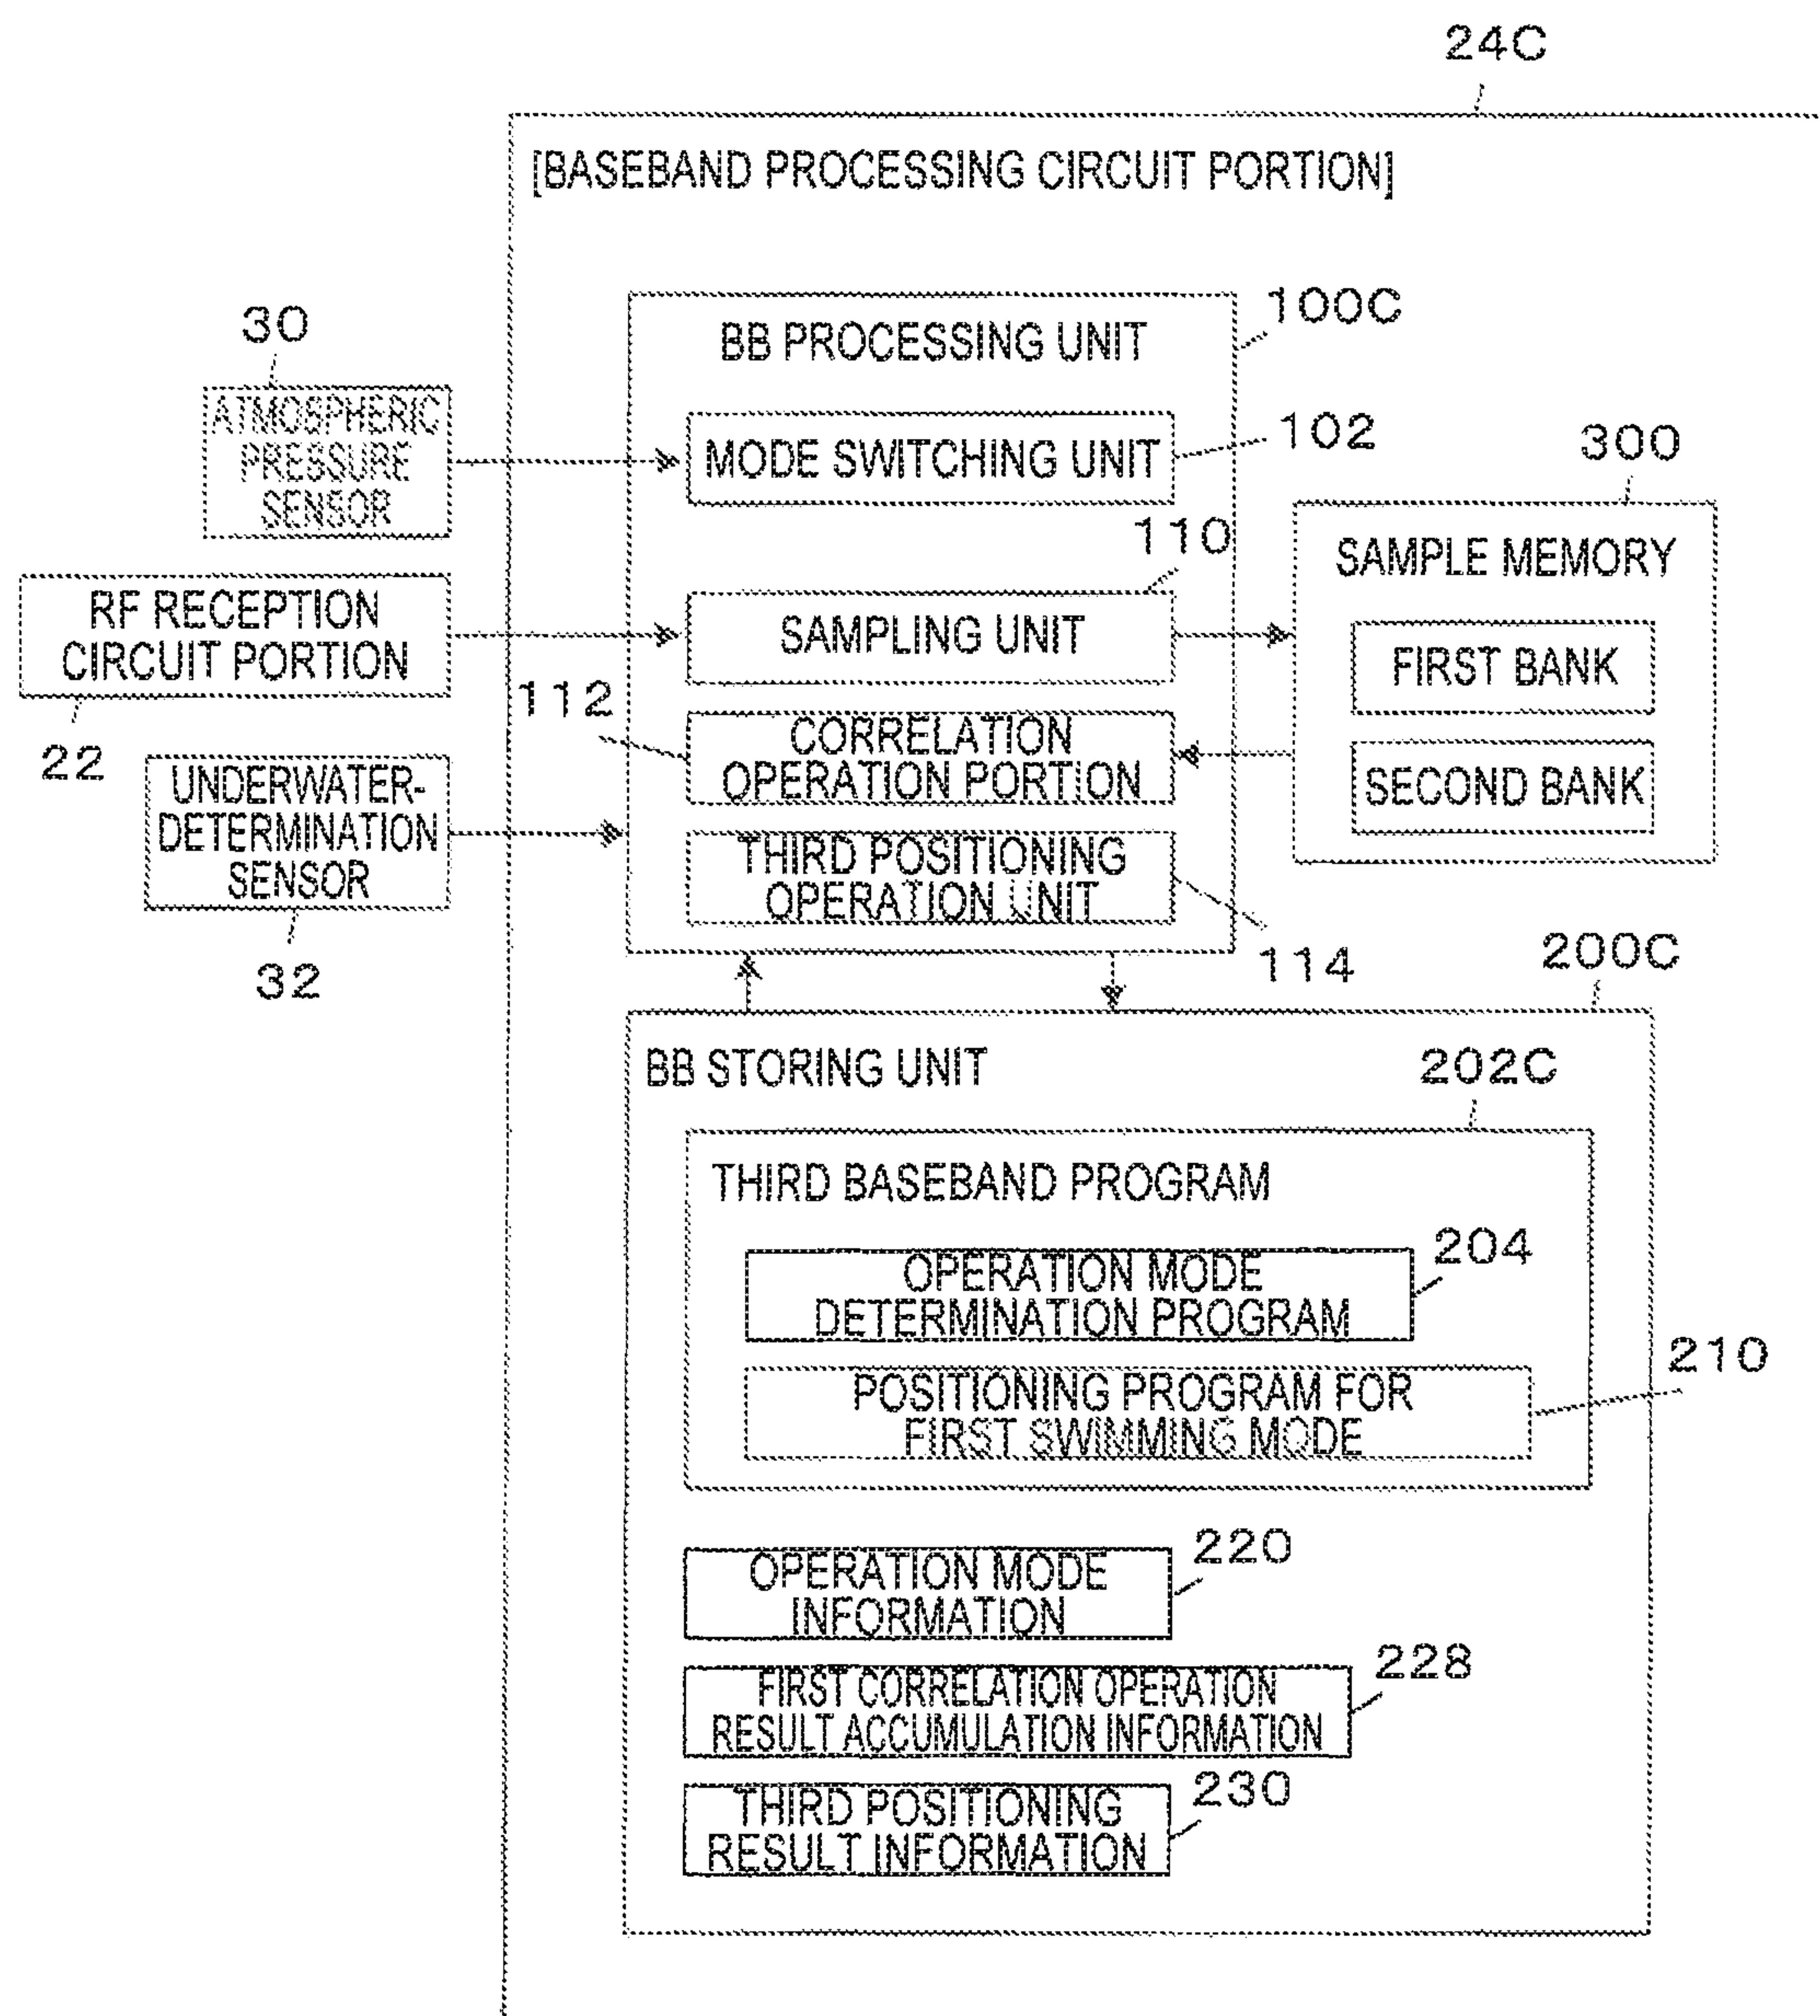 24C
[BASEBAND PROCESSING CIRCUIT PORTION]
100C
BB PROCESSING UNIT
30
ATMOSPHERIC
PRESSURE
SENSOR
MODE SWITCHING UNIT
102
300
110
SAMPLE MEMORY
RF RECEPTION
CIRCUIT PORTION
SAMPLING UNIT
FIRST BANK
22
112
CORRELATION
OPERATION PORTION
SECOND BANK
UNDERWATER-
DETERMINATION
SENSOR
THIRD POSITIONING
OPERATION UNIT
32
114
200C
BB STORING UNIT
202C
THIRD BASEBAND PROGRAM
204
OPERATION MODE
DETERMINATION PROGRAM
210
POSITIONING PROGRAM FOR
FIRST SWIMMING MODE
220
OPERATION MODE
INFORMATION
228
FIRST CORRELATION OPERATION
RESULT ACCUMULATION INFORMATION
230
THIRD POSITIONING
RESULT INFORMATION